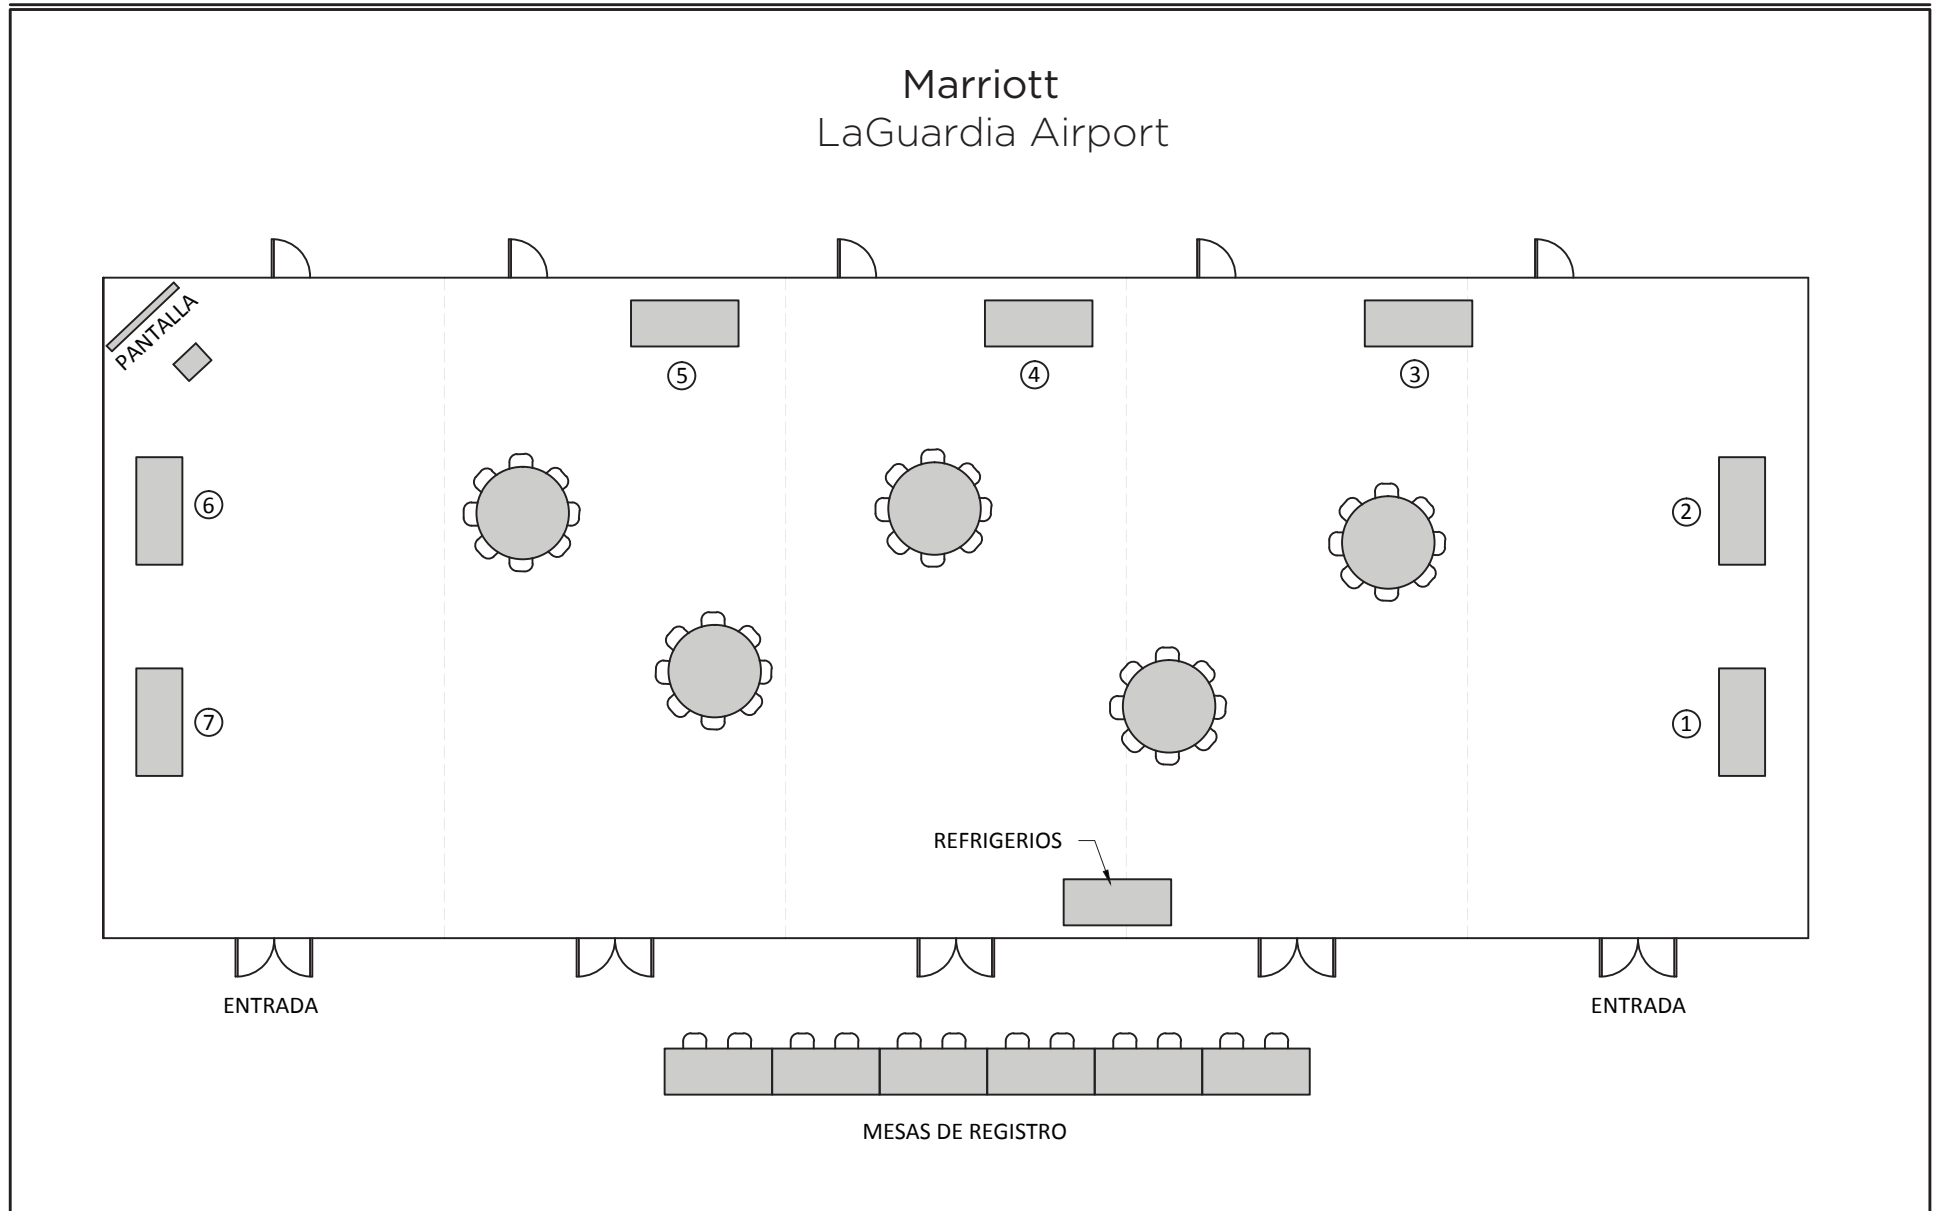 Marriott
LaGuardia Airport
PANTALLA
5
4
3
6
2
7
1
REFRIGERIOS
ENTRADA
ENTRADA
MESAS DE REGISTRO